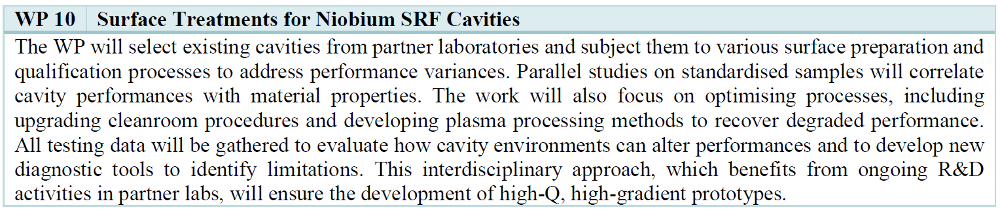 WP 10 Surface Treatments for Niobium SRF Cavities
The WP will select existing cavities from partner laboratories and subject them to various surface preparation and
qualification processes to address performance variances. Parallel studies on standardised samples will correlate
cavity performances with material properties. The work will also focus on optimising processes, including
upgrading cleanroom procedures and developing plasma processing methods to recover degraded performance.
All testing data will be gathered to evaluate how cavity environments can alter performances and to develop new
diagnostic tools to identify limitations. This interdisciplinary approach, which benefits from ongoing R&D
activities in partner labs, will ensure the development of high-Q, high-gradient prototypes.